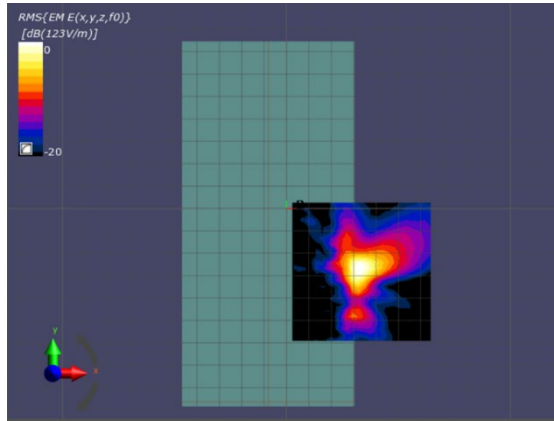 RMS{EM E(x,y,z,f0)}
[dB(123V/m)]
0
-20
y
x